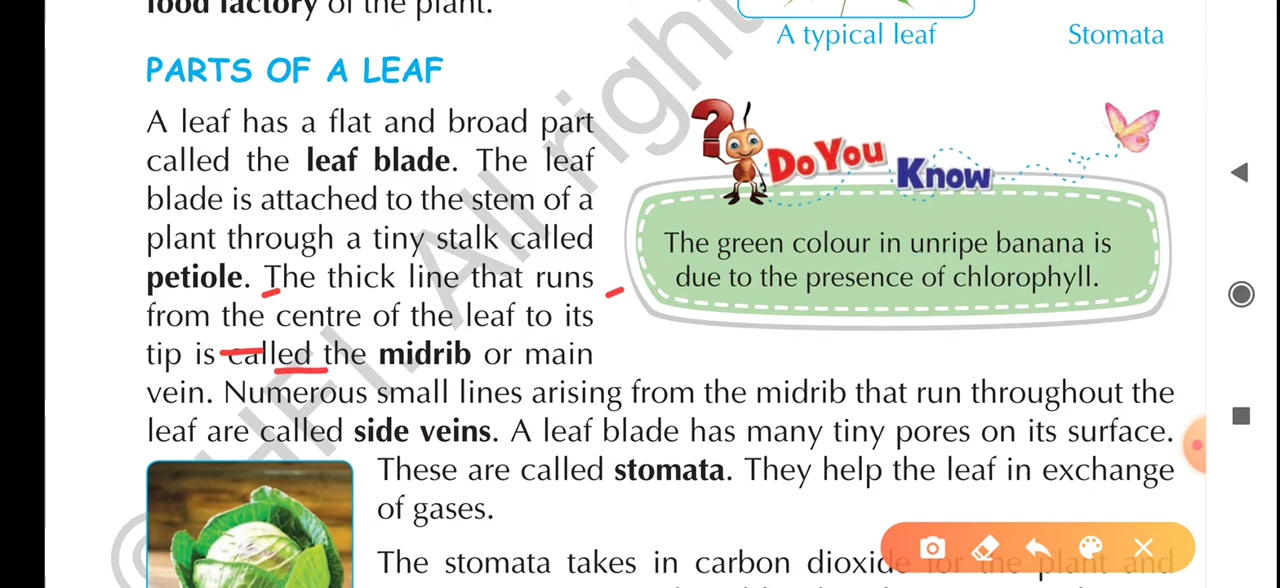 food factory of the plant.
A typical leaf
Stomata
PARTS OF A LEAF
A leaf has a flat and broad part
called the leaf blade. The leaf
blade is attached to the stem of a
plant through a tiny stalk called
petiole. The thick line that runs
from the centre of the leaf to its
tip is called the midrib or main
vein. Numerous small lines arising from the midrib that run throughout the
leaf are called side veins. A leaf blade has many tiny pores on its surface.
These are called stomata. They help the leaf in exchange
of gases.
The stomata takes in carbon dioxide for the plant and
?
Do You Know
The green colour in unripe banana is
due to the presence of chlorophyll.
All right